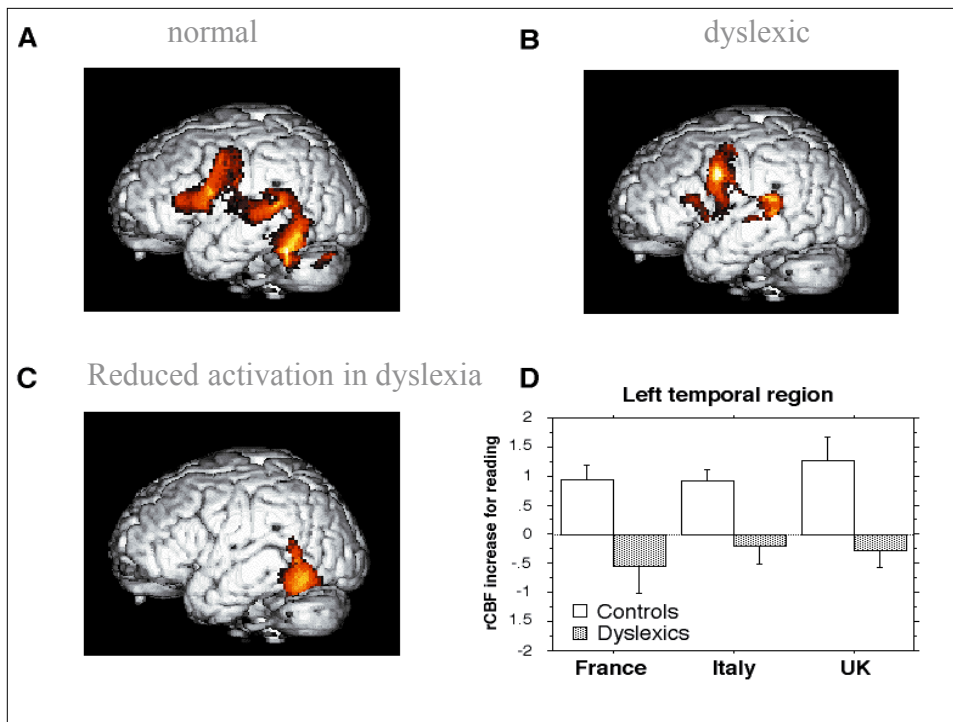 A
normal
B
dyslexic
C
Reduced activation in dyslexia
D
Left temporal region
rCBF increase for reading
2
1.5
1
.5
0
-.5
-1
1.5
-2
Controls
Dyslexics
France
Italy
UK